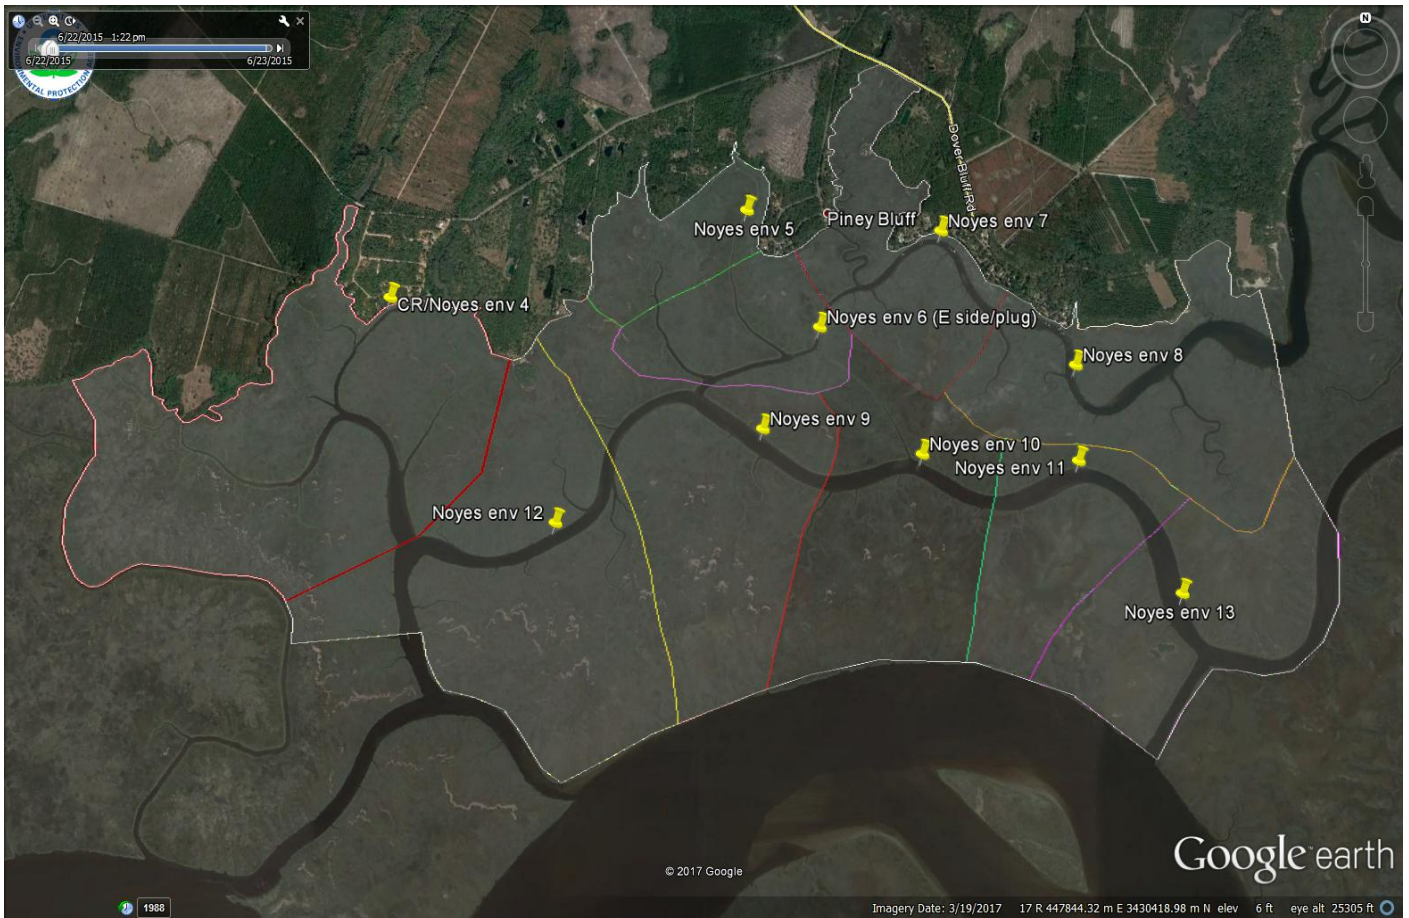 6/22/2015 1:22 pm
6/22/2015
6/23/2015
MENTAL PROTECTION
Dover Bluff Rd
Noyes env 5
Piney Bluff
Noyes env 7
CR/Noyes env 4
Noyes env 6 (E side/plug)
Noyes env 8
Noyes env 9
Noyes env 10
Noyes env 11
Noyes env 12
Noyes env 13
N
Google earth
© 2017 Google
1988
Imagery Date: 3/19/2017 17 R 447844.32 m E 3430418.98 m N elev 6 ft eye alt 25305 ft